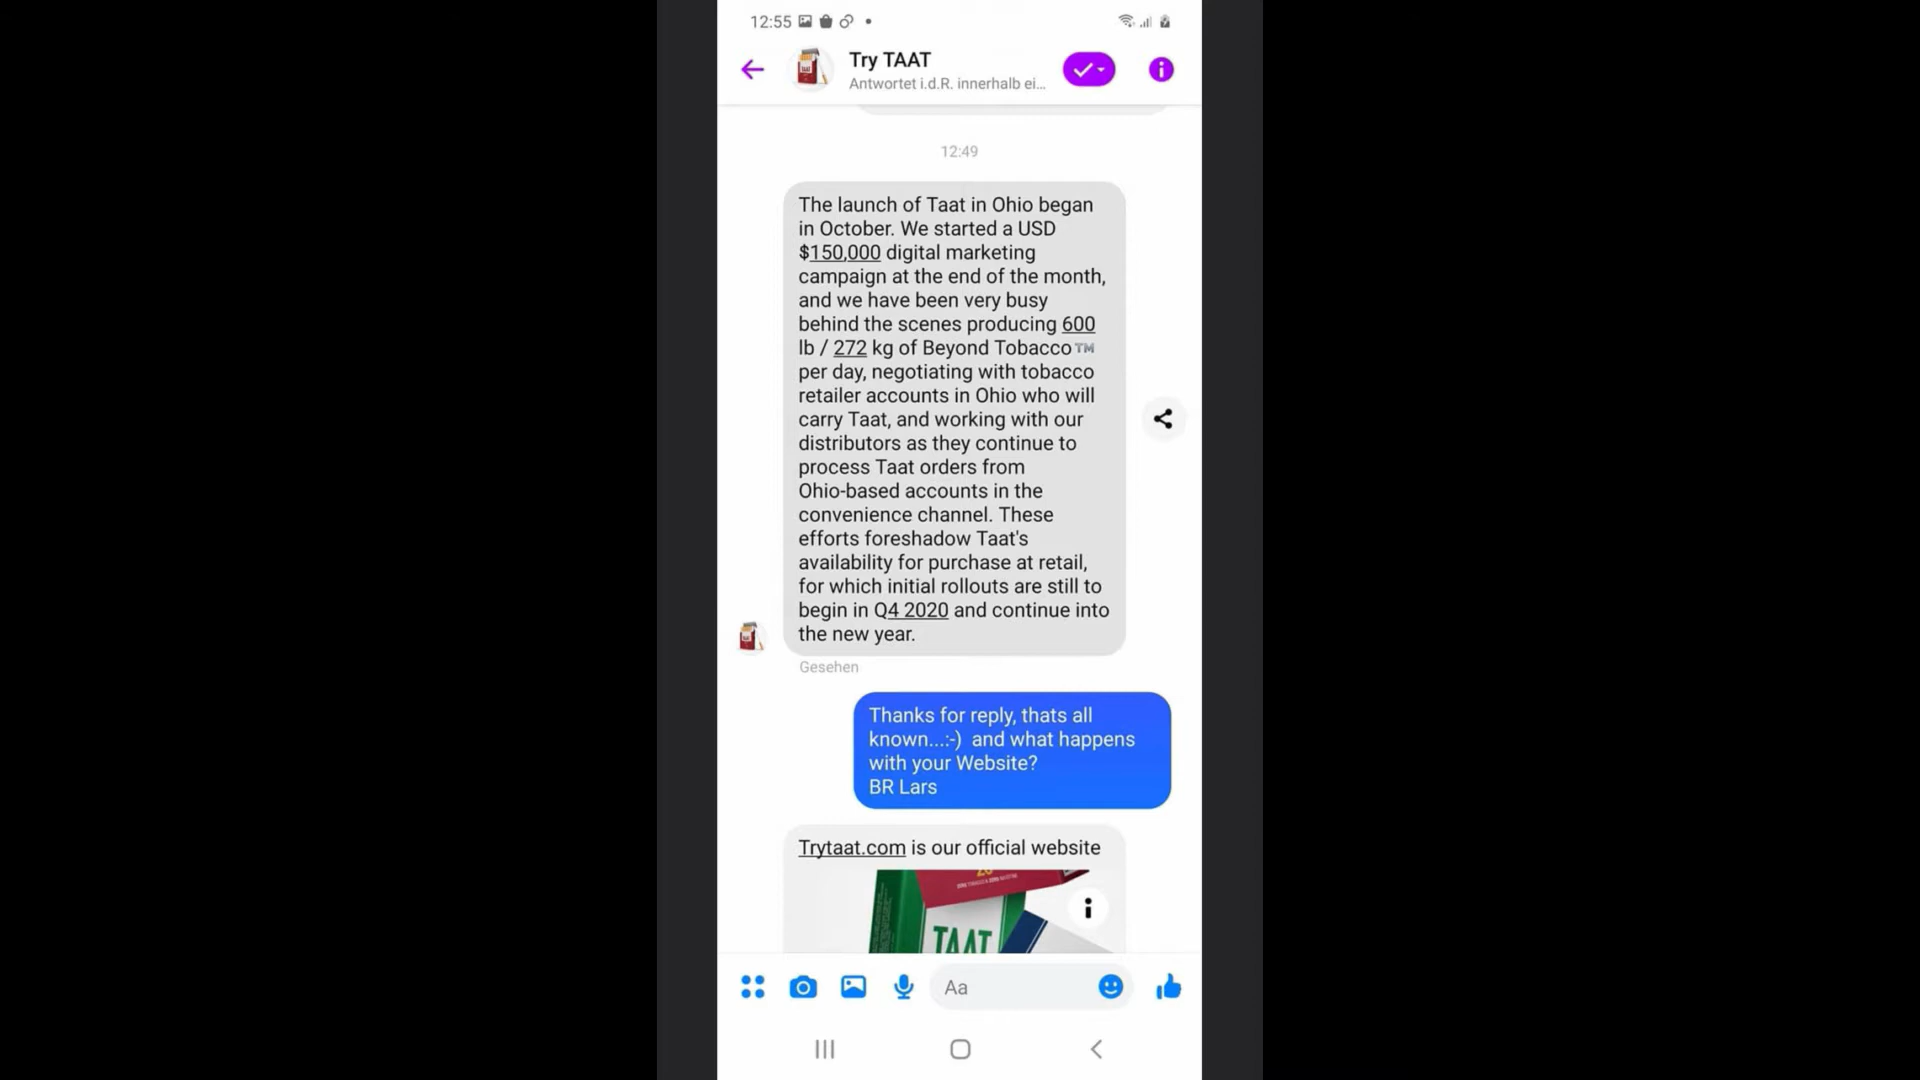 12:55
Try TAAT
Antwortet i.d.R. innerhalb ei...
12:49
The launch of Taat in Ohio began
in October. We started a USD
$150,000 digital marketing
campaign at the end of the month,
and we have been very busy
behind the scenes producing 600
lb / 272 kg of Beyond Tobacco™
per day, negotiating with tobacco
retailer accounts in Ohio who will
carry Taat, and working with our
distributors as they continue to
process Taat orders from
Ohio-based accounts in the
convenience channel. These
efforts foreshadow Taat's
availability for purchase at retail,
for which initial rollouts are still to
begin in Q4 2020 and continue into
the new year.
Gesehen
Thanks for reply, thats all
known...:-)  and what happens
with your Website?
BR Lars
Trytaat.com is our official website
TAAT
Aa